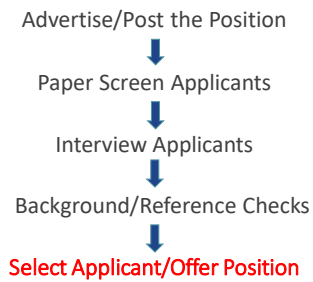 Advertise/Post the Position
Paper Screen Applicants
Interview Applicants
Background/Reference Checks
Select Applicant/Offer Position